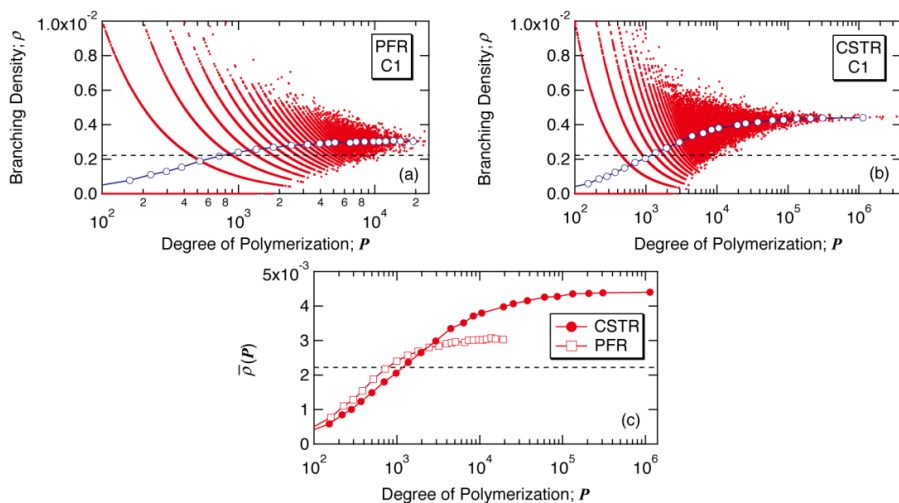 1.0x10⁻²
0.8
0.6
0.4
0.2
0.0
Branching Density; ρ
PFR
C1
(a)
10² 2 4 6 8 10³ 2 4 6 8 10⁴ 2
Degree of Polymerization; P
1.0x10⁻²
0.8
0.6
0.4
0.2
0.0
Branching Density; ρ
CSTR
C1
(b)
10² 10³ 10⁴ 10⁵ 10⁶
Degree of Polymerization; P
5x10⁻³
4
3
2
1
0
ρ̅(P)
CSTR
PFR
(c)
10² 10³ 10⁴ 10⁵ 10⁶
Degree of Polymerization; P